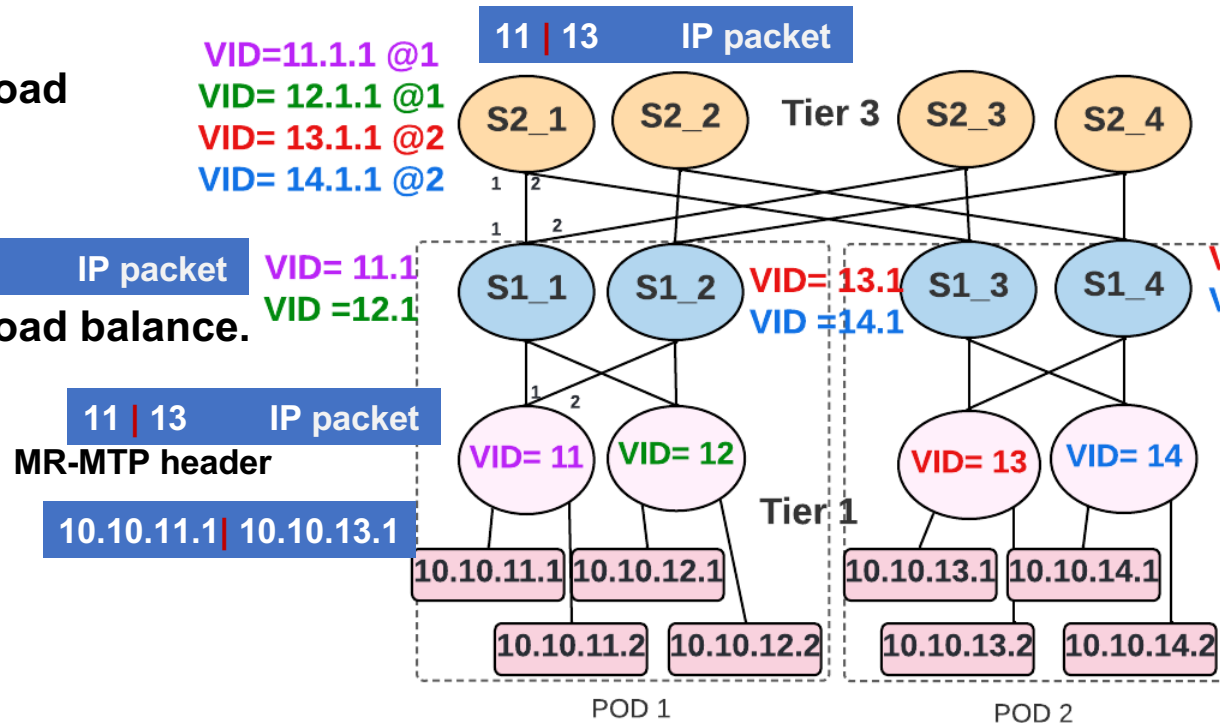 11 | 13 IP packet
VID=11.1.1 @1
VID= 12.1.1 @1
VID= 13.1.1 @2
VID= 14.1.1 @2
oad
S2_1
S2_2
Tier 3
S2_3
S2_4
1
2
1
2
IP packet
VID= 11.1
VID =12.1
S1_1
S1_2
VID= 13.1
VID =14.1
S1_3
S1_4
oad balance.
1
2
11 | 13 IP packet
MR-MTP header
VID= 11
VID= 12
VID= 13
VID= 14
10.10.11.1| 10.10.13.1
Tier 1
10.10.11.1
10.10.12.1
10.10.13.1
10.10.14.1
10.10.11.2
10.10.12.2
10.10.13.2
10.10.14.2
POD 1
POD 2